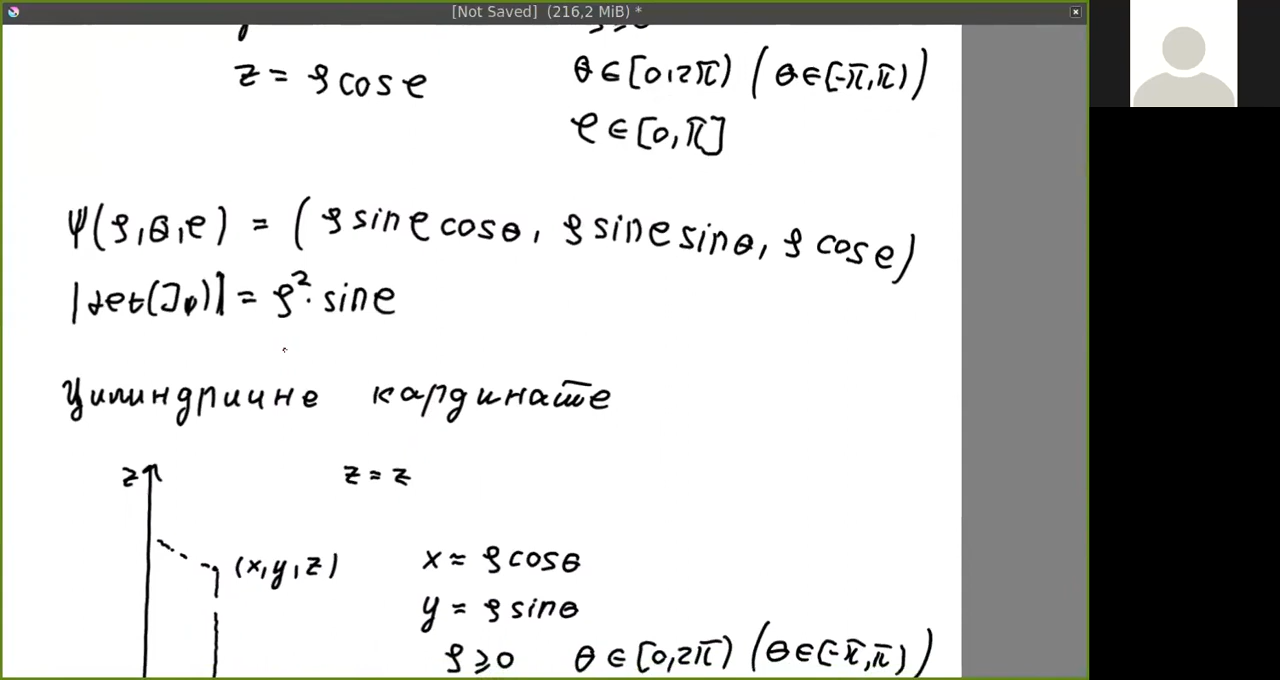 [Not Saved] (216,2 MiB) *
z = ρ cos φ
θ ∈ [0,2π) (θ ∈ [-π,π))
φ ∈ [0,π]
Ψ(ρ,θ,φ) = (ρ sin φ cos θ, ρ sin φ sin θ, ρ cos φ)
|det(J_ψ)| = ρ²· sin φ
Цилиндричне кардинате
z z = z
(x,y,z) x = ρ cos θ
y = ρ sin θ
ρ ≥ 0 θ ∈ [0,2π) (θ ∈ [-π,π))